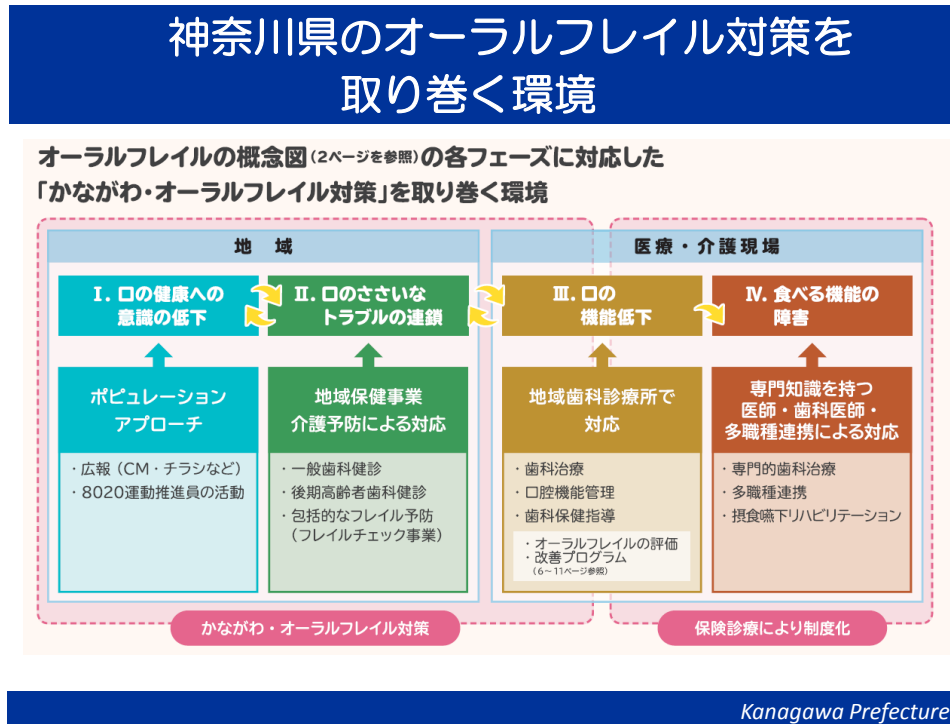 神奈川県のオーラルフレイル対策を
取り巻く環境
オーラルフレイルの概念図(2ページを参照)の各フェーズに対応した
「かながわ・オーラルフレイル対策」を取り巻く環境
地 域
医療・介護現場
Ⅰ. 口の健康への
意識の低下
Ⅱ. 口のささいな
トラブルの連鎖
Ⅲ. 口の
機能低下
Ⅳ. 食べる機能の
障害
ポピュレーション
アプローチ
・広報（CM・チラシなど）
・8020運動推進員の活動
地域保健事業
介護予防による対応
・一般歯科健診
・後期高齢者歯科健診
・包括的なフレイル予防
（フレイルチェック事業）
地域歯科診療所で
対応
・歯科治療
・口腔機能管理
・歯科保健指導
・オーラルフレイルの評価
・改善プログラム
（6～11ページ参照）
専門知識を持つ
医師・歯科医師・
多職種連携による対応
・専門的歯科治療
・多職種連携
・摂食嚥下リハビリテーション
かながわ・オーラルフレイル対策
保険診療により制度化
Kanagawa Prefecture